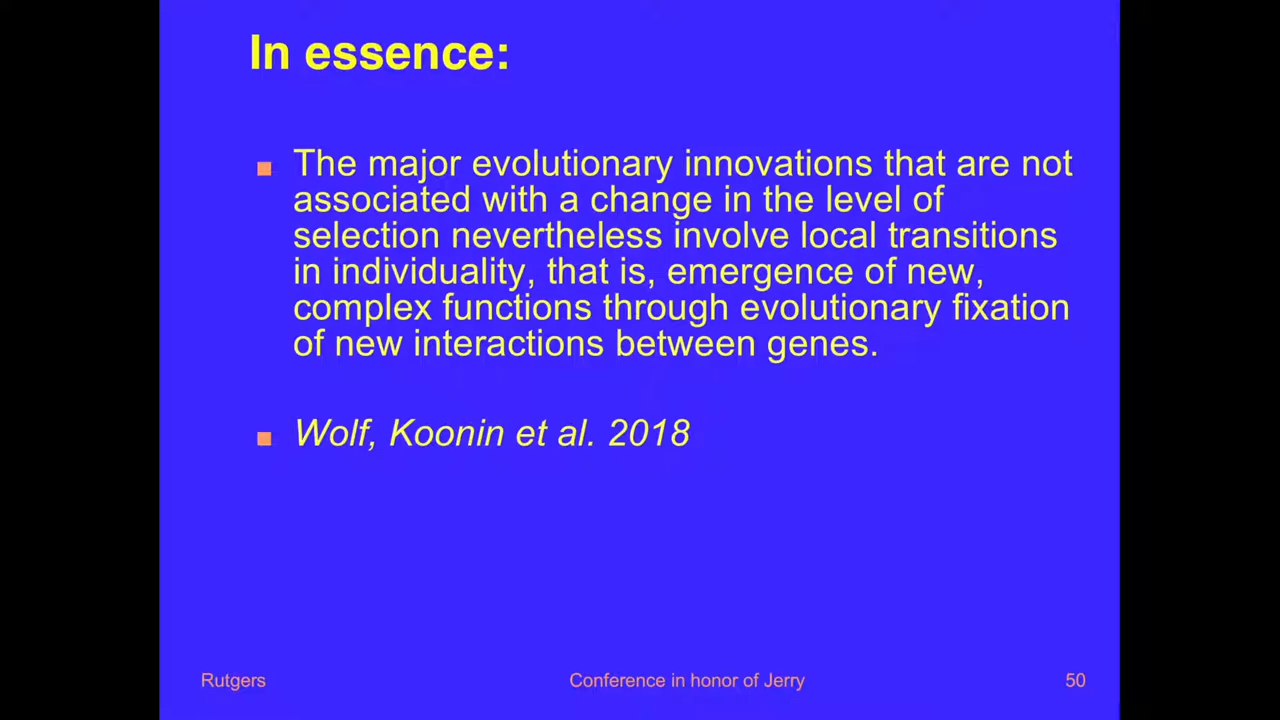 In essence:
The major evolutionary innovations that are not
associated with a change in the level of
selection nevertheless involve local transitions
in individuality, that is, emergence of new,
complex functions through evolutionary fixation
of new interactions between genes.
Wolf, Koonin et al. 2018
Rutgers
Conference in honor of Jerry
50